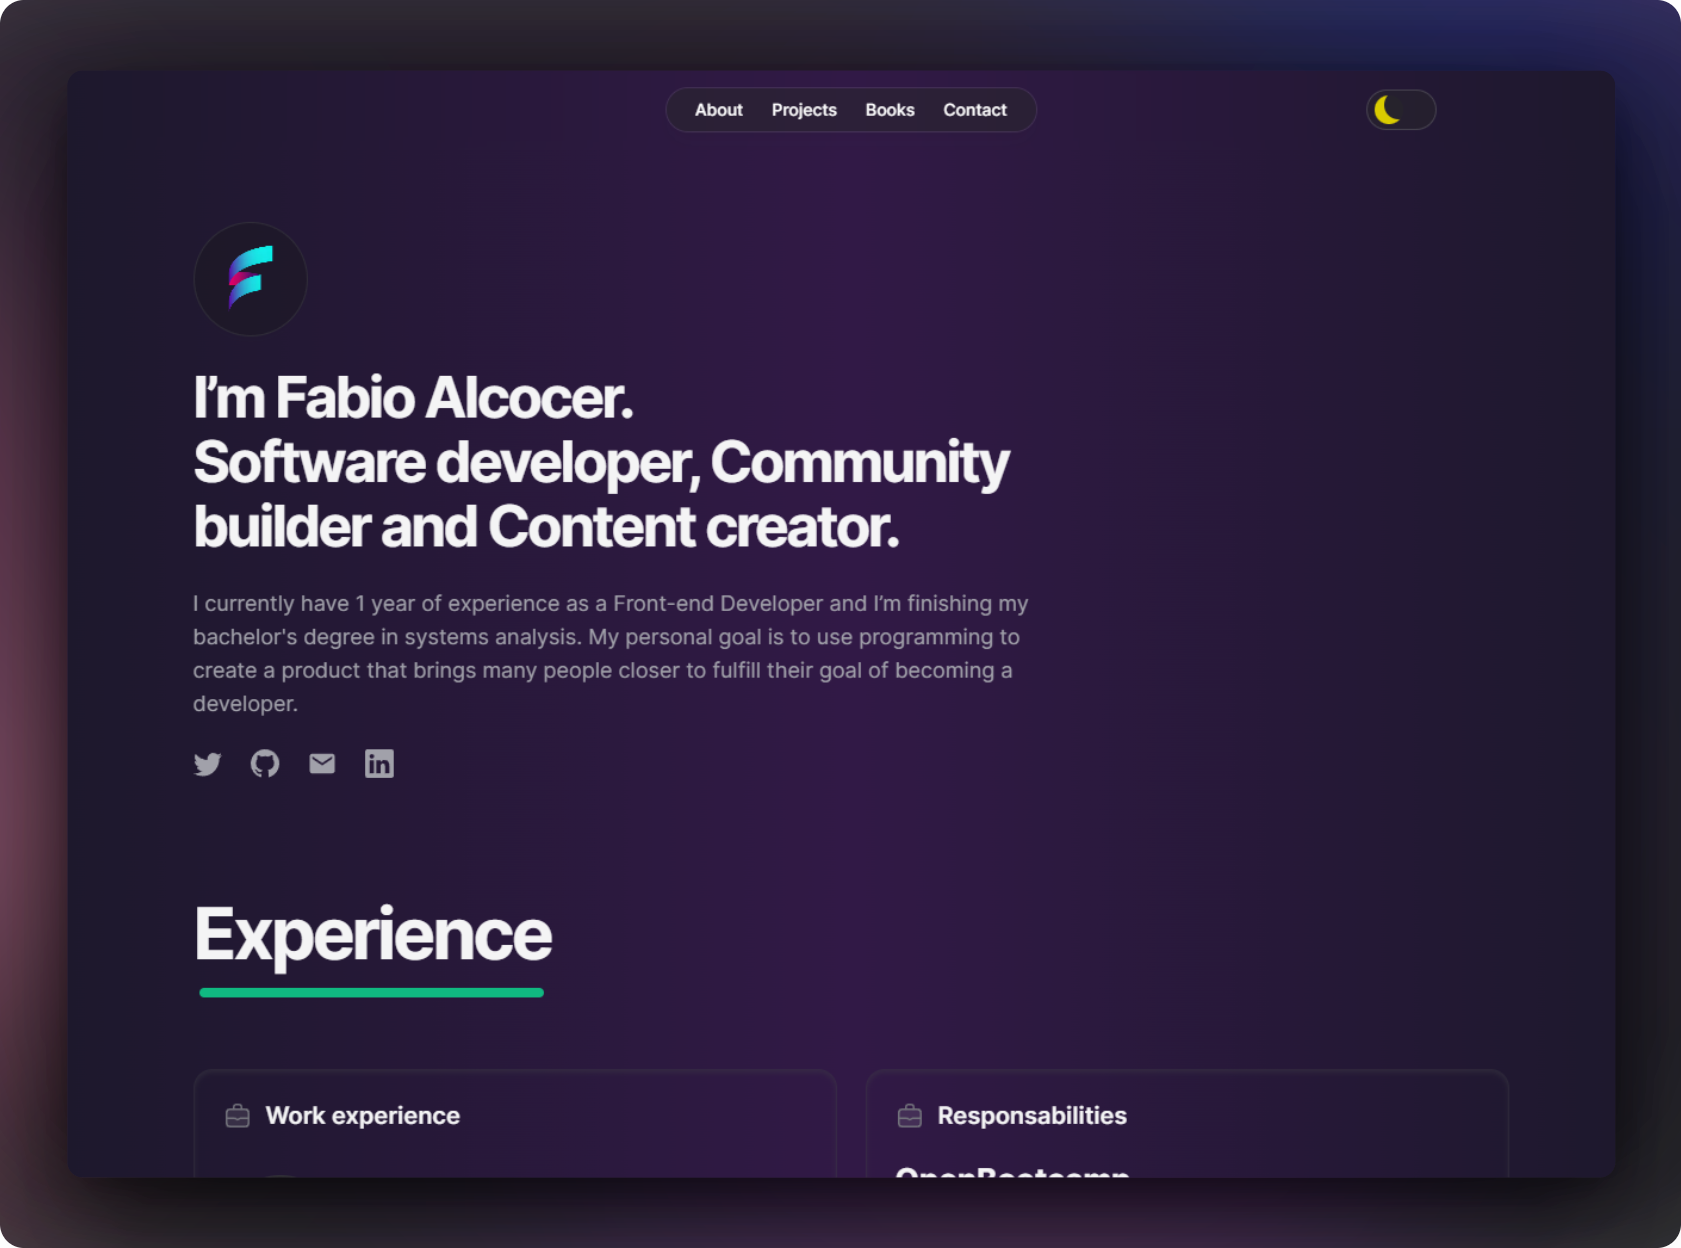 About Projects Books Contact
I’m Fabio Alcocer.
Software developer, Community
builder and Content creator.
I currently have 1 year of experience as a Front-end Developer and I’m finishing my
bachelor's degree in systems analysis. My personal goal is to use programming to
create a product that brings many people closer to fulfill their goal of becoming a
developer.
Experience
Work experience
Responsabilities
OpenBootcamp